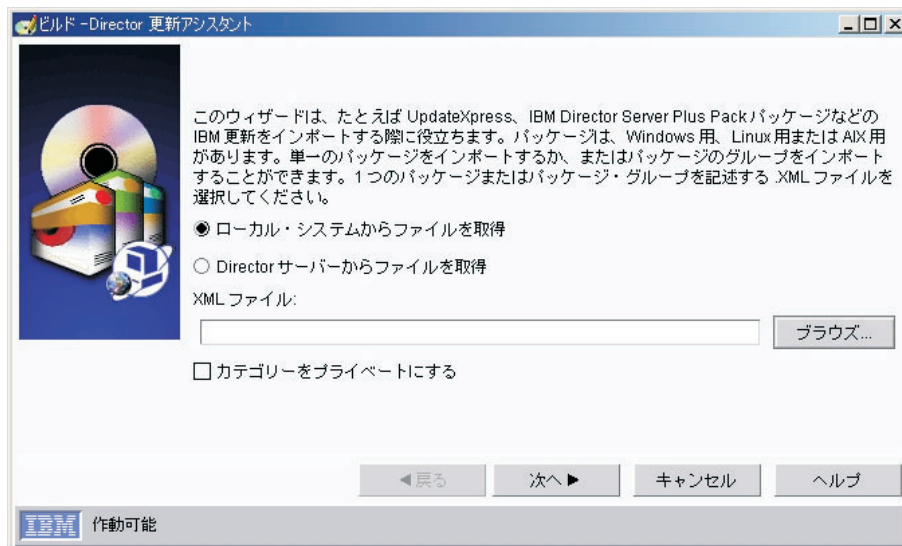 ビルド -Director 更新アシスタント
このウィザードは、たとえば UpdateXpress、IBM Director Server Plus Pack パッケージなどの
IBM 更新をインポートする際に役立ちます。パッケージは、Windows 用、Linux 用または AIX 用
があります。単一のパッケージをインポートするか、またはパッケージのグループをインポート
することができます。1 つのパッケージまたはパッケージ・グループを記述する .XML ファイルを
選択してください。
ローカル・システムからファイルを取得
Director サーバーからファイルを取得
XML ファイル:
ブラウズ...
カテゴリーをプライベートにする
◀戻る 次へ▶ キャンセル ヘルプ
IBM 作動可能